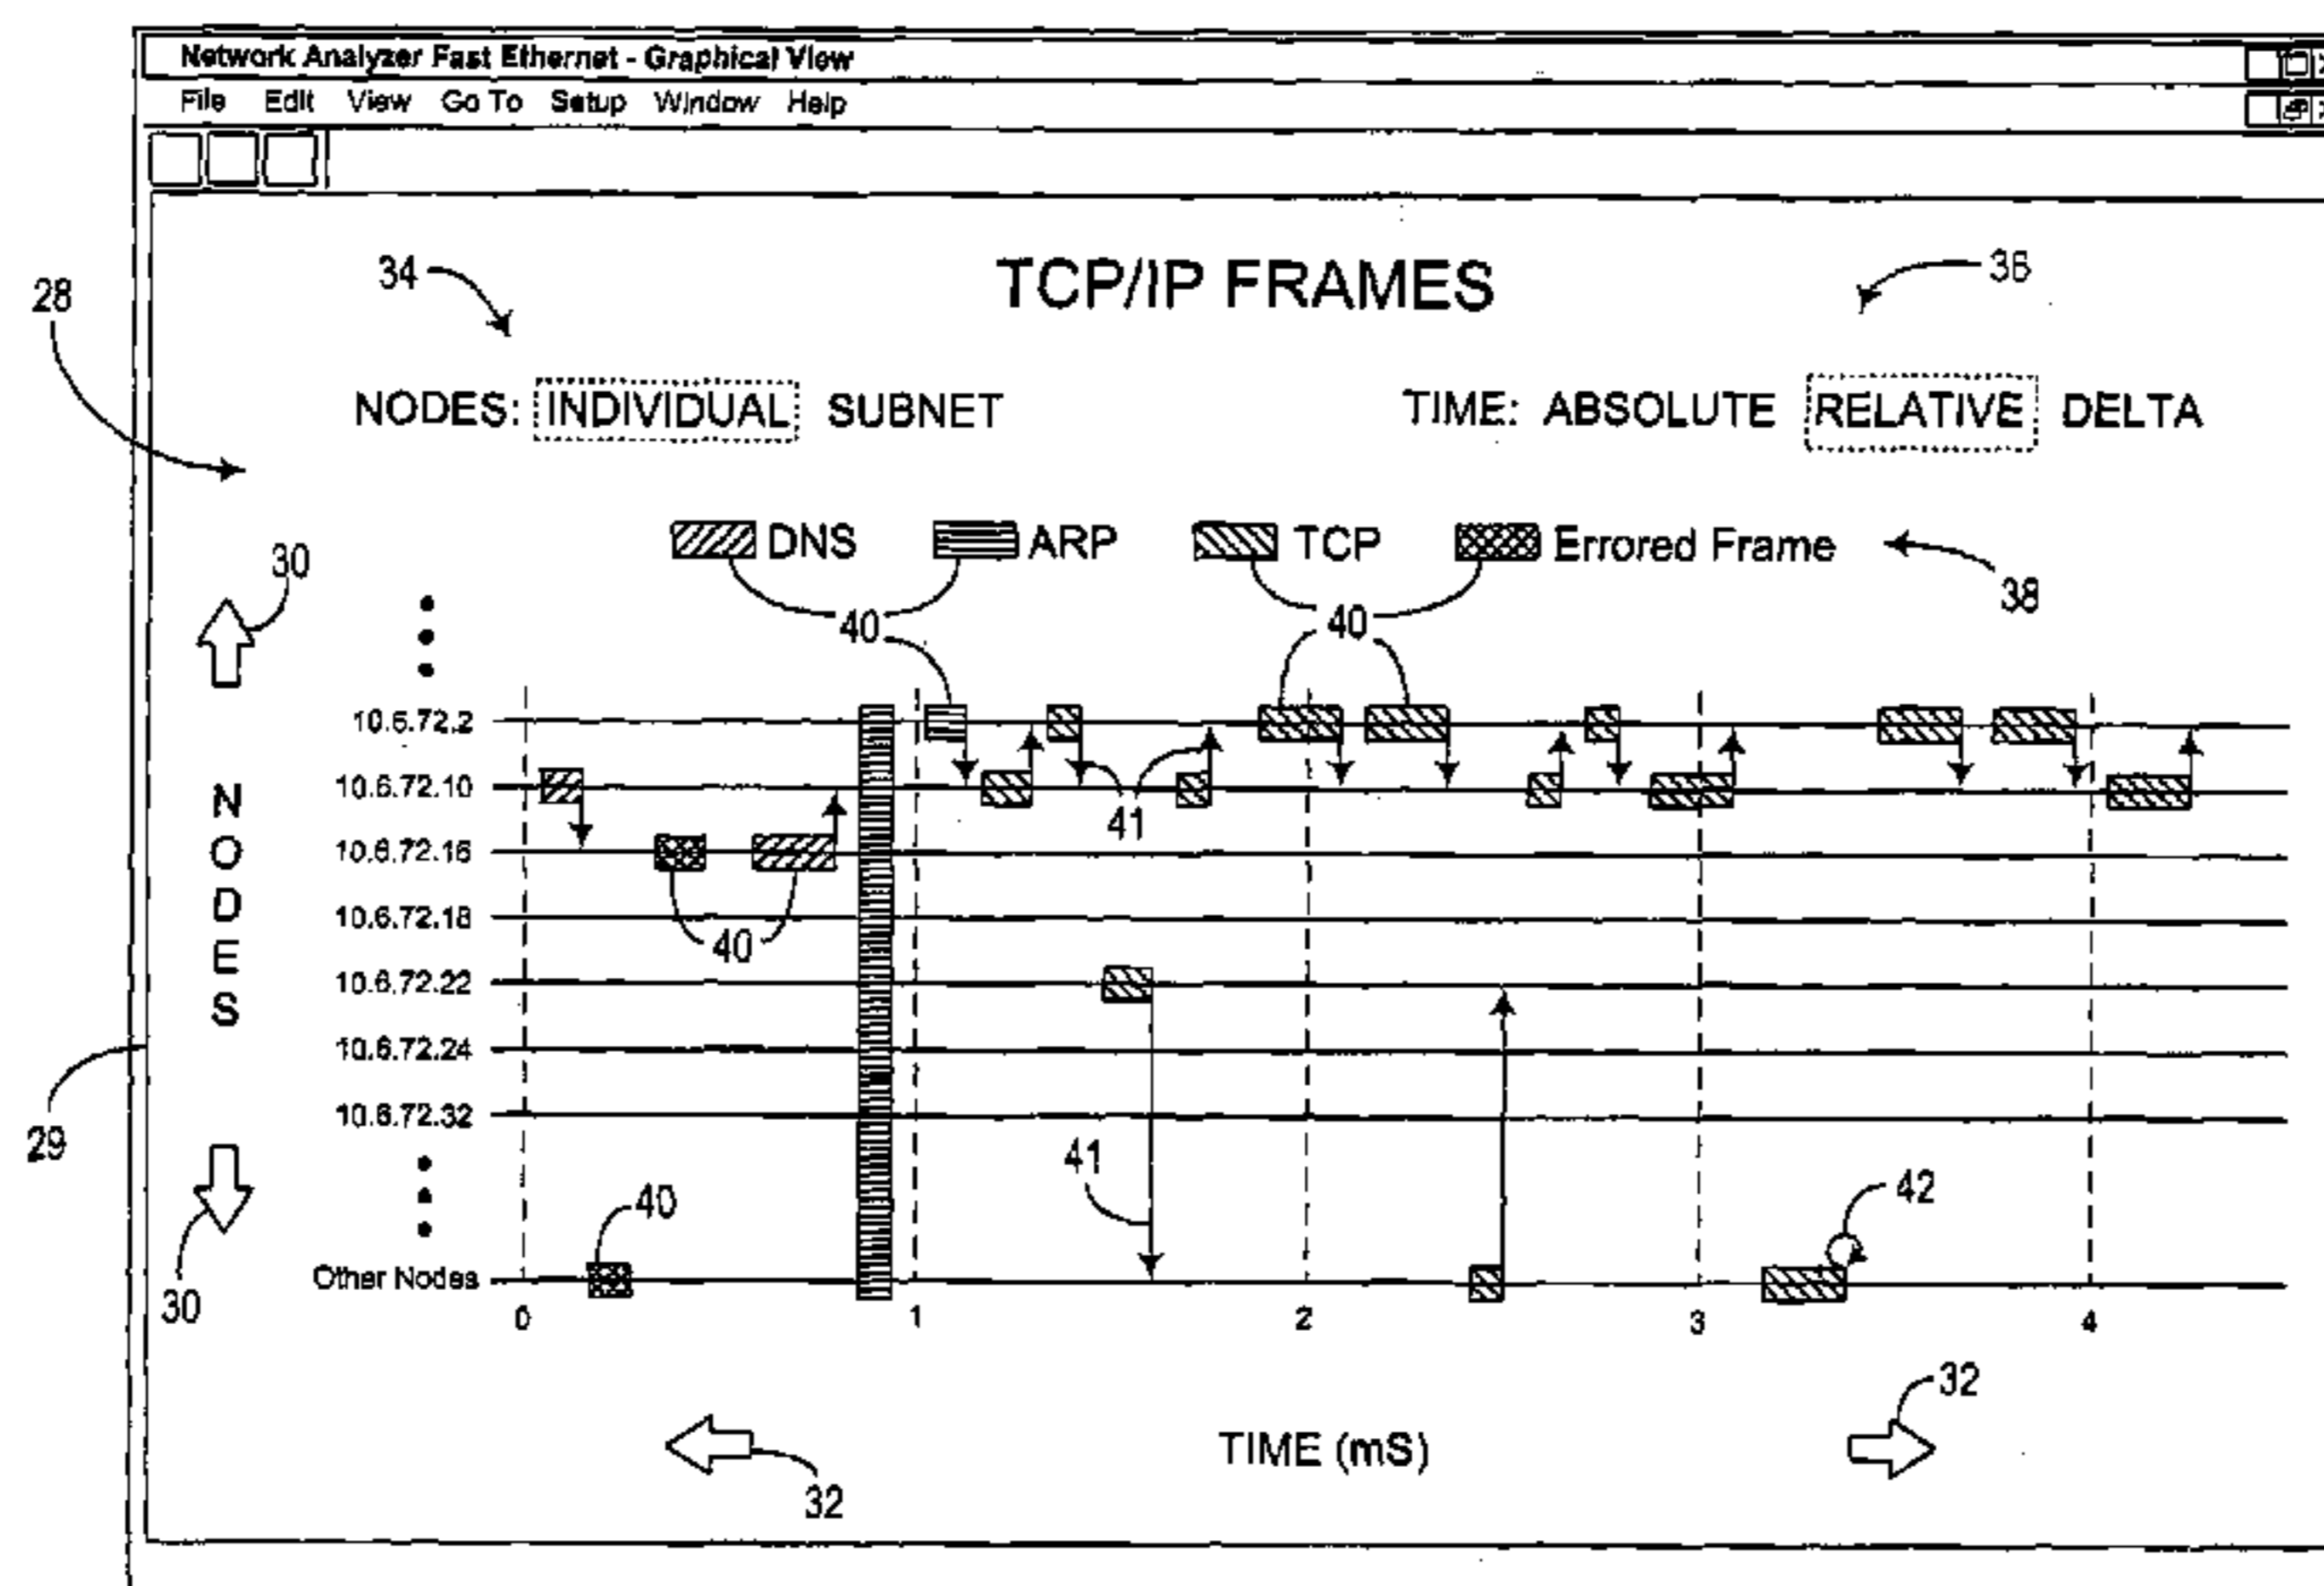 Network Analyzer Fast Ethernet - Graphical View
File Edit View Go To Setup Window Help
TCP/IP FRAMES
34
36
28
NODES: INDIVIDUAL SUBNET
TIME: ABSOLUTE RELATIVE DELTA
DNS ARP TCP Errored Frame
30
38
40
40
10.6.72.2
10.6.72.10
41
10.6.72.16
10.6.72.18
40
10.6.72.22
10.6.72.24
10.6.72.32
NODES
29
41
40
42
Other Nodes
30
0 1 2 3 4
32
TIME (mS)
32